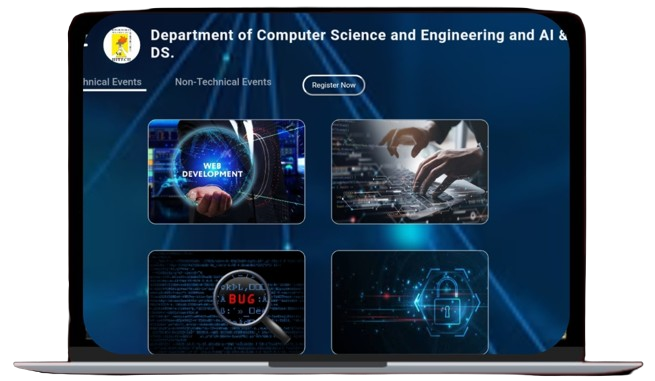 Department of Computer Science and Engineering and AI &
DS.
hnical Events
Non-Technical Events
Register Now
WEB
DEVELOPMENT
BUG